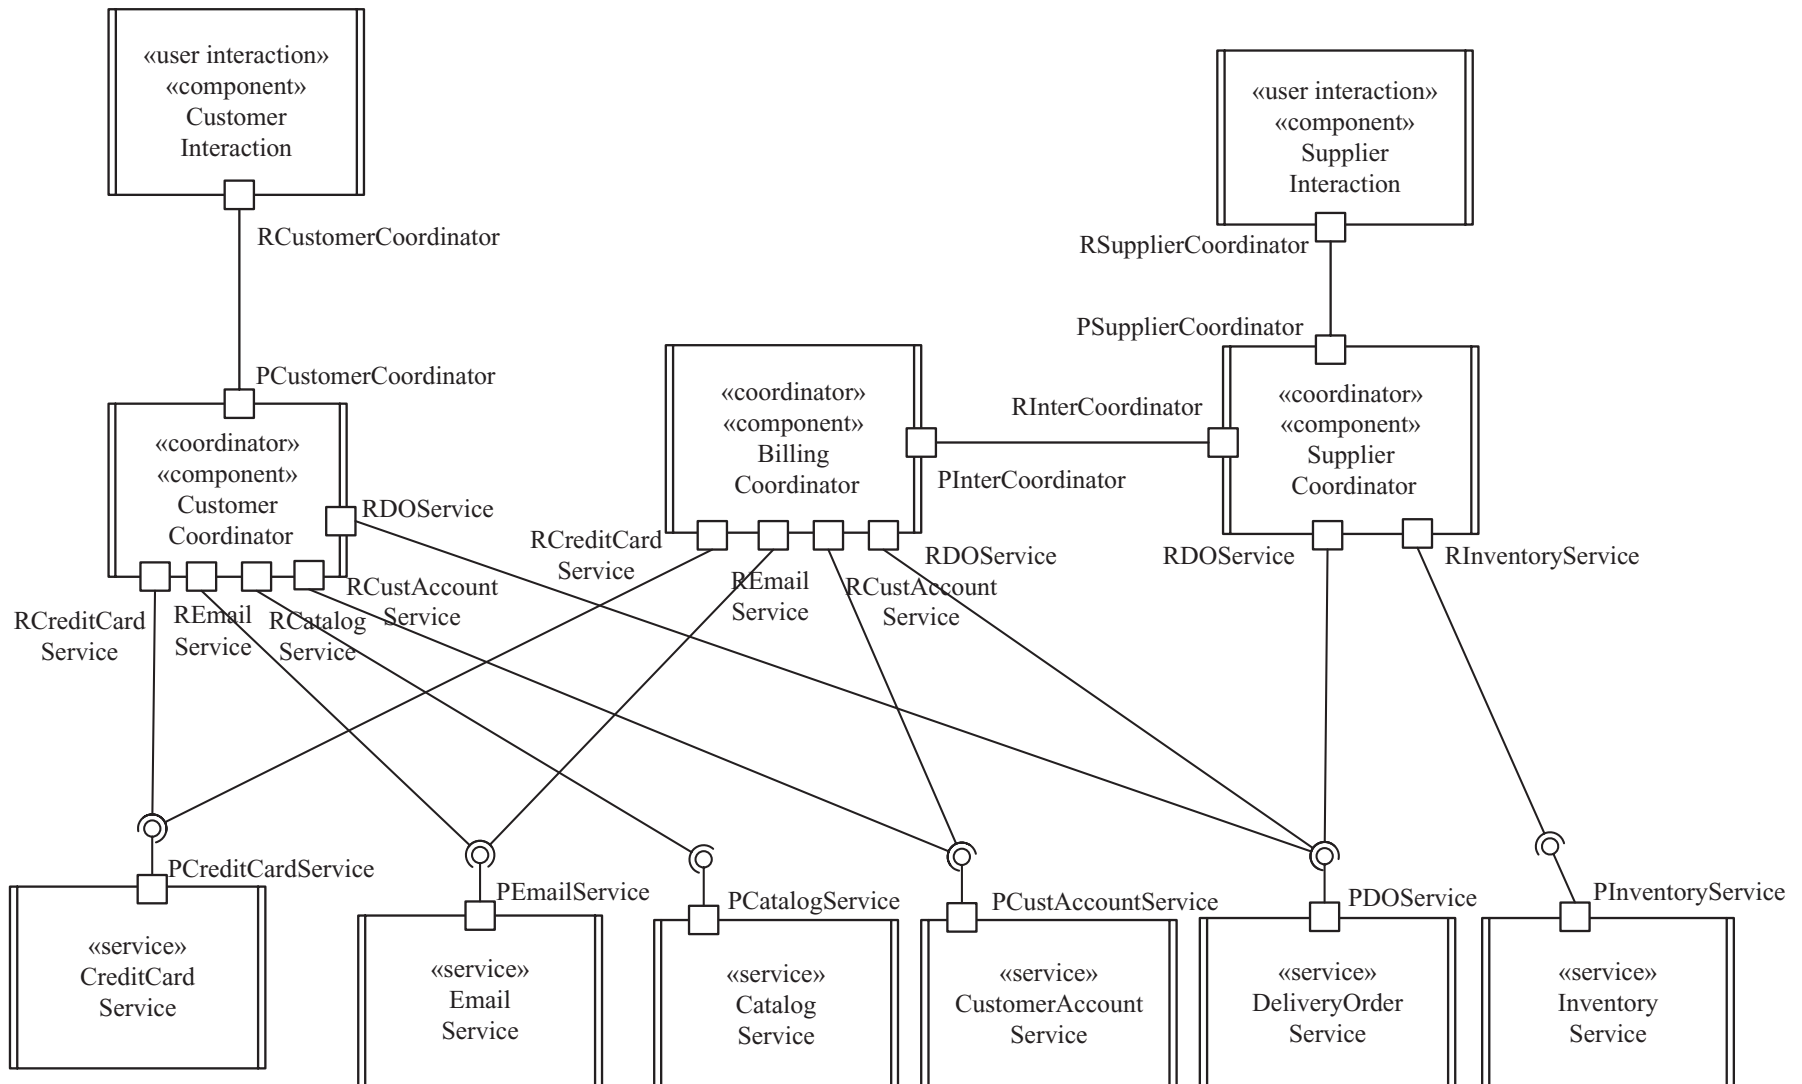 «user interaction»
«component»
Customer
Interaction
RCustomerCoordinator
«user interaction»
«component»
Supplier
Interaction
RSupplierCoordinator
PSupplierCoordinator
PCustomerCoordinator
«coordinator»
«component»
Customer
Coordinator
RDOService
RCreditCard
Service
REmail
Service
RCatalog
Service
RCustAccount
Service
«coordinator»
«component»
Billing
Coordinator
RInterCoordinator
PInterCoordinator
RCreditCard
Service
REmail
Service
RCustAccount
Service
RDOService
«coordinator»
«component»
Supplier
Coordinator
RDOService
RInventoryService
PCreditCardService
«service»
CreditCard
Service
PEmailService
«service»
Email
Service
PCatalogService
«service»
Catalog
Service
PCustAccountService
«service»
CustomerAccount
Service
PDOService
«service»
DeliveryOrder
Service
PInventoryService
«service»
Inventory
Service